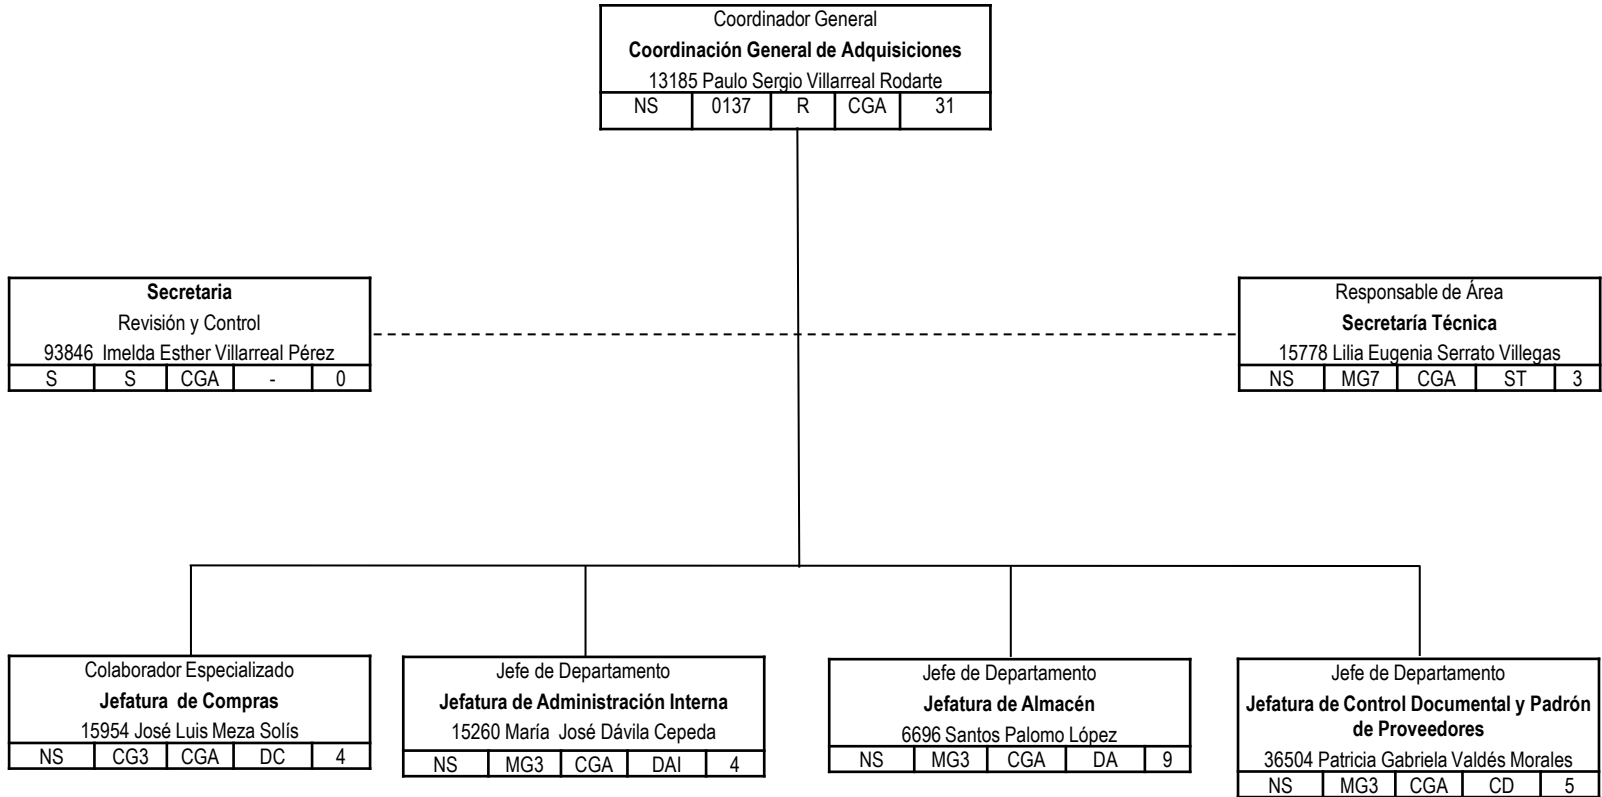 Coordinador General
Coordinación General de Adquisiciones
13185 Paulo Sergio Villarreal Rodarte
NS 0137 R CGA 31
Secretaria
Revisión y Control
93846 Imelda Esther Villarreal Pérez
S S CGA - 0
Responsable de Área
Secretaría Técnica
15778 Lilia Eugenia Serrato Villegas
NS MG7 CGA ST 3
Colaborador Especializado
Jefatura de Compras
15954 José Luis Meza Solís
NS CG3 CGA DC 4
Jefe de Departamento
Jefatura de Administración Interna
15260 María José Dávila Cepeda
NS MG3 CGA DAI 4
Jefe de Departamento
Jefatura de Almacén
6696 Santos Palomo López
NS MG3 CGA DA 9
Jefe de Departamento
Jefatura de Control Documental y Padrón
de Proveedores
36504 Patricia Gabriela Valdés Morales
NS MG3 CGA CD 5